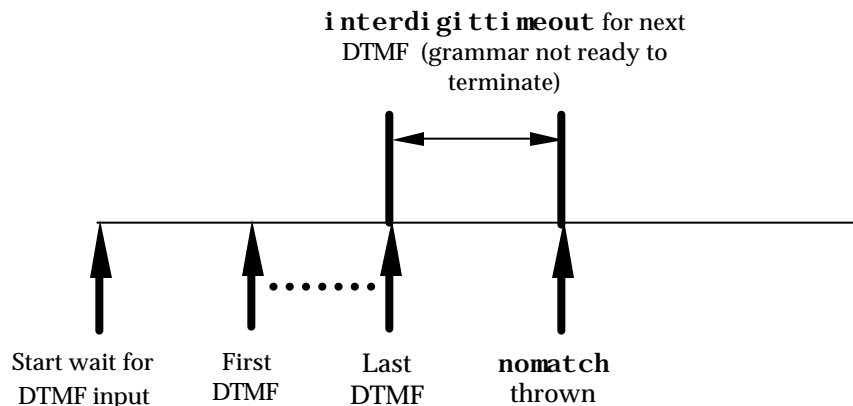 interdigittimeout for next
DTMF (grammar not ready to
terminate)
Start wait for
DTMF input
First
DTMF
Last
DTMF
nomatch
thrown